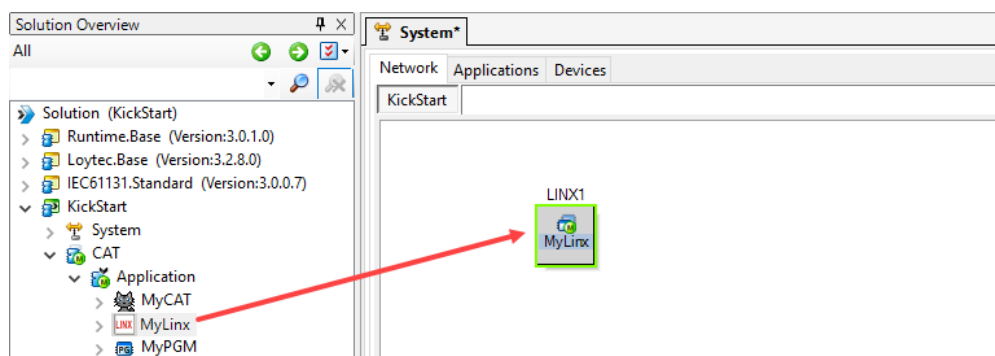 Solution Overview
All
Solution (KickStart)
Runtime.Base (Version:3.0.1.0)
Loytec.Base (Version:3.2.8.0)
IEC61131.Standard (Version:3.0.0.7)
KickStart
System
CAT
Application
MyCAT
LINX MyLinx
PG MyPGM
System*
Network Applications Devices
KickStart
LINX1
M
MyLinx